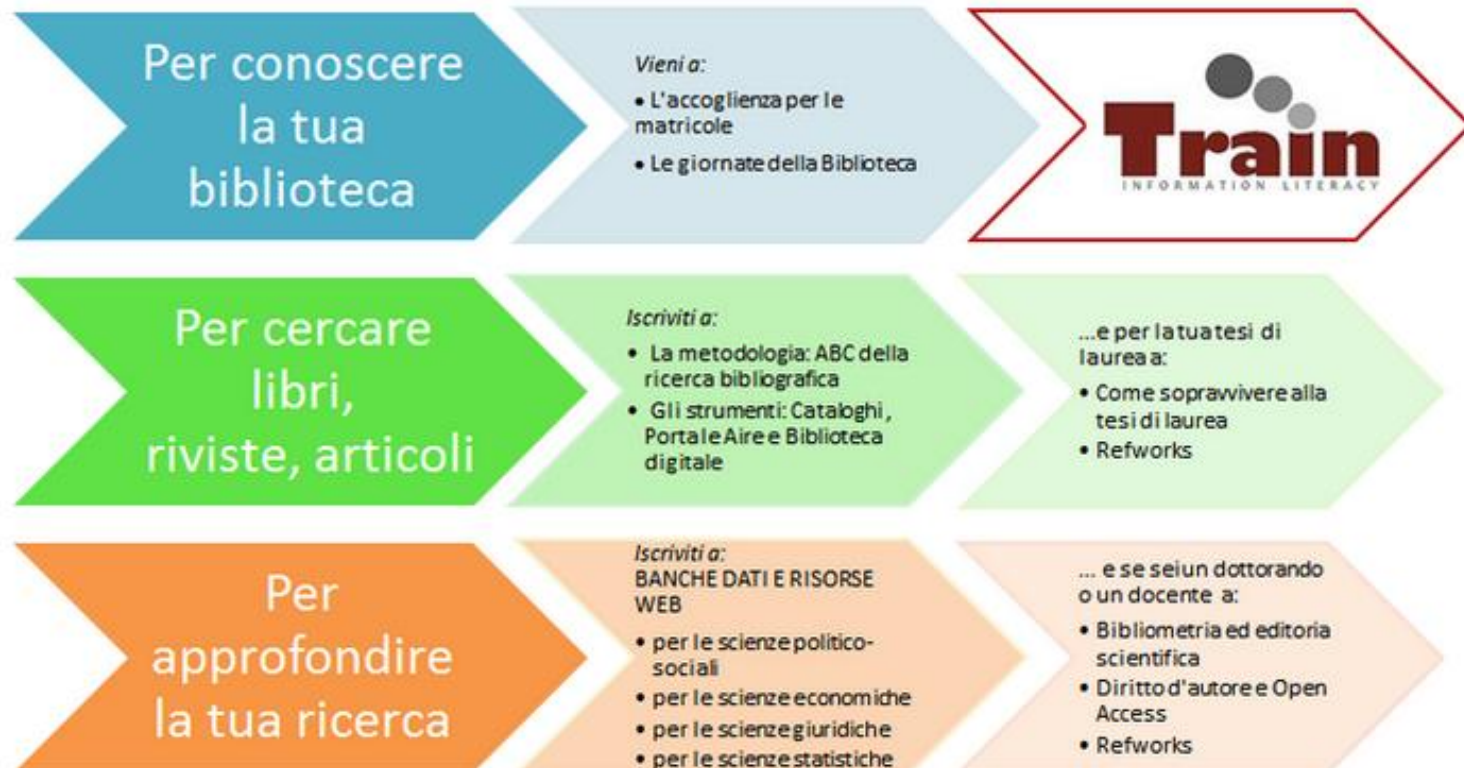 Per conoscere
la tua
biblioteca
Vieni a:
• L'accoglienza per le
matricole
• Le giornate della Biblioteca
Train
INFORMATION LITERACY
Per cercare
libri,
riviste, articoli
Iscriviti a:
• La metodologia: ABC della
ricerca bibliografica
• Gli strumenti: Cataloghi,
Portale Aire e Biblioteca
digitale
...e per la tua tesi di
laurea a:
• Come sopravvivere alla
tesi di laurea
• Refworks
Per
approfondire
la tua ricerca
Iscriviti a:
BANCHE DATI E RISORSE
WEB
• per le scienze politico-
sociali
• per le scienze economiche
• per le scienze giuridiche
• per le scienze statistiche
... e se sei un dottorando
o un docente a:
• Bibliometria ed editoria
scientifica
• Diritto d'autore e Open
Access
• Refworks